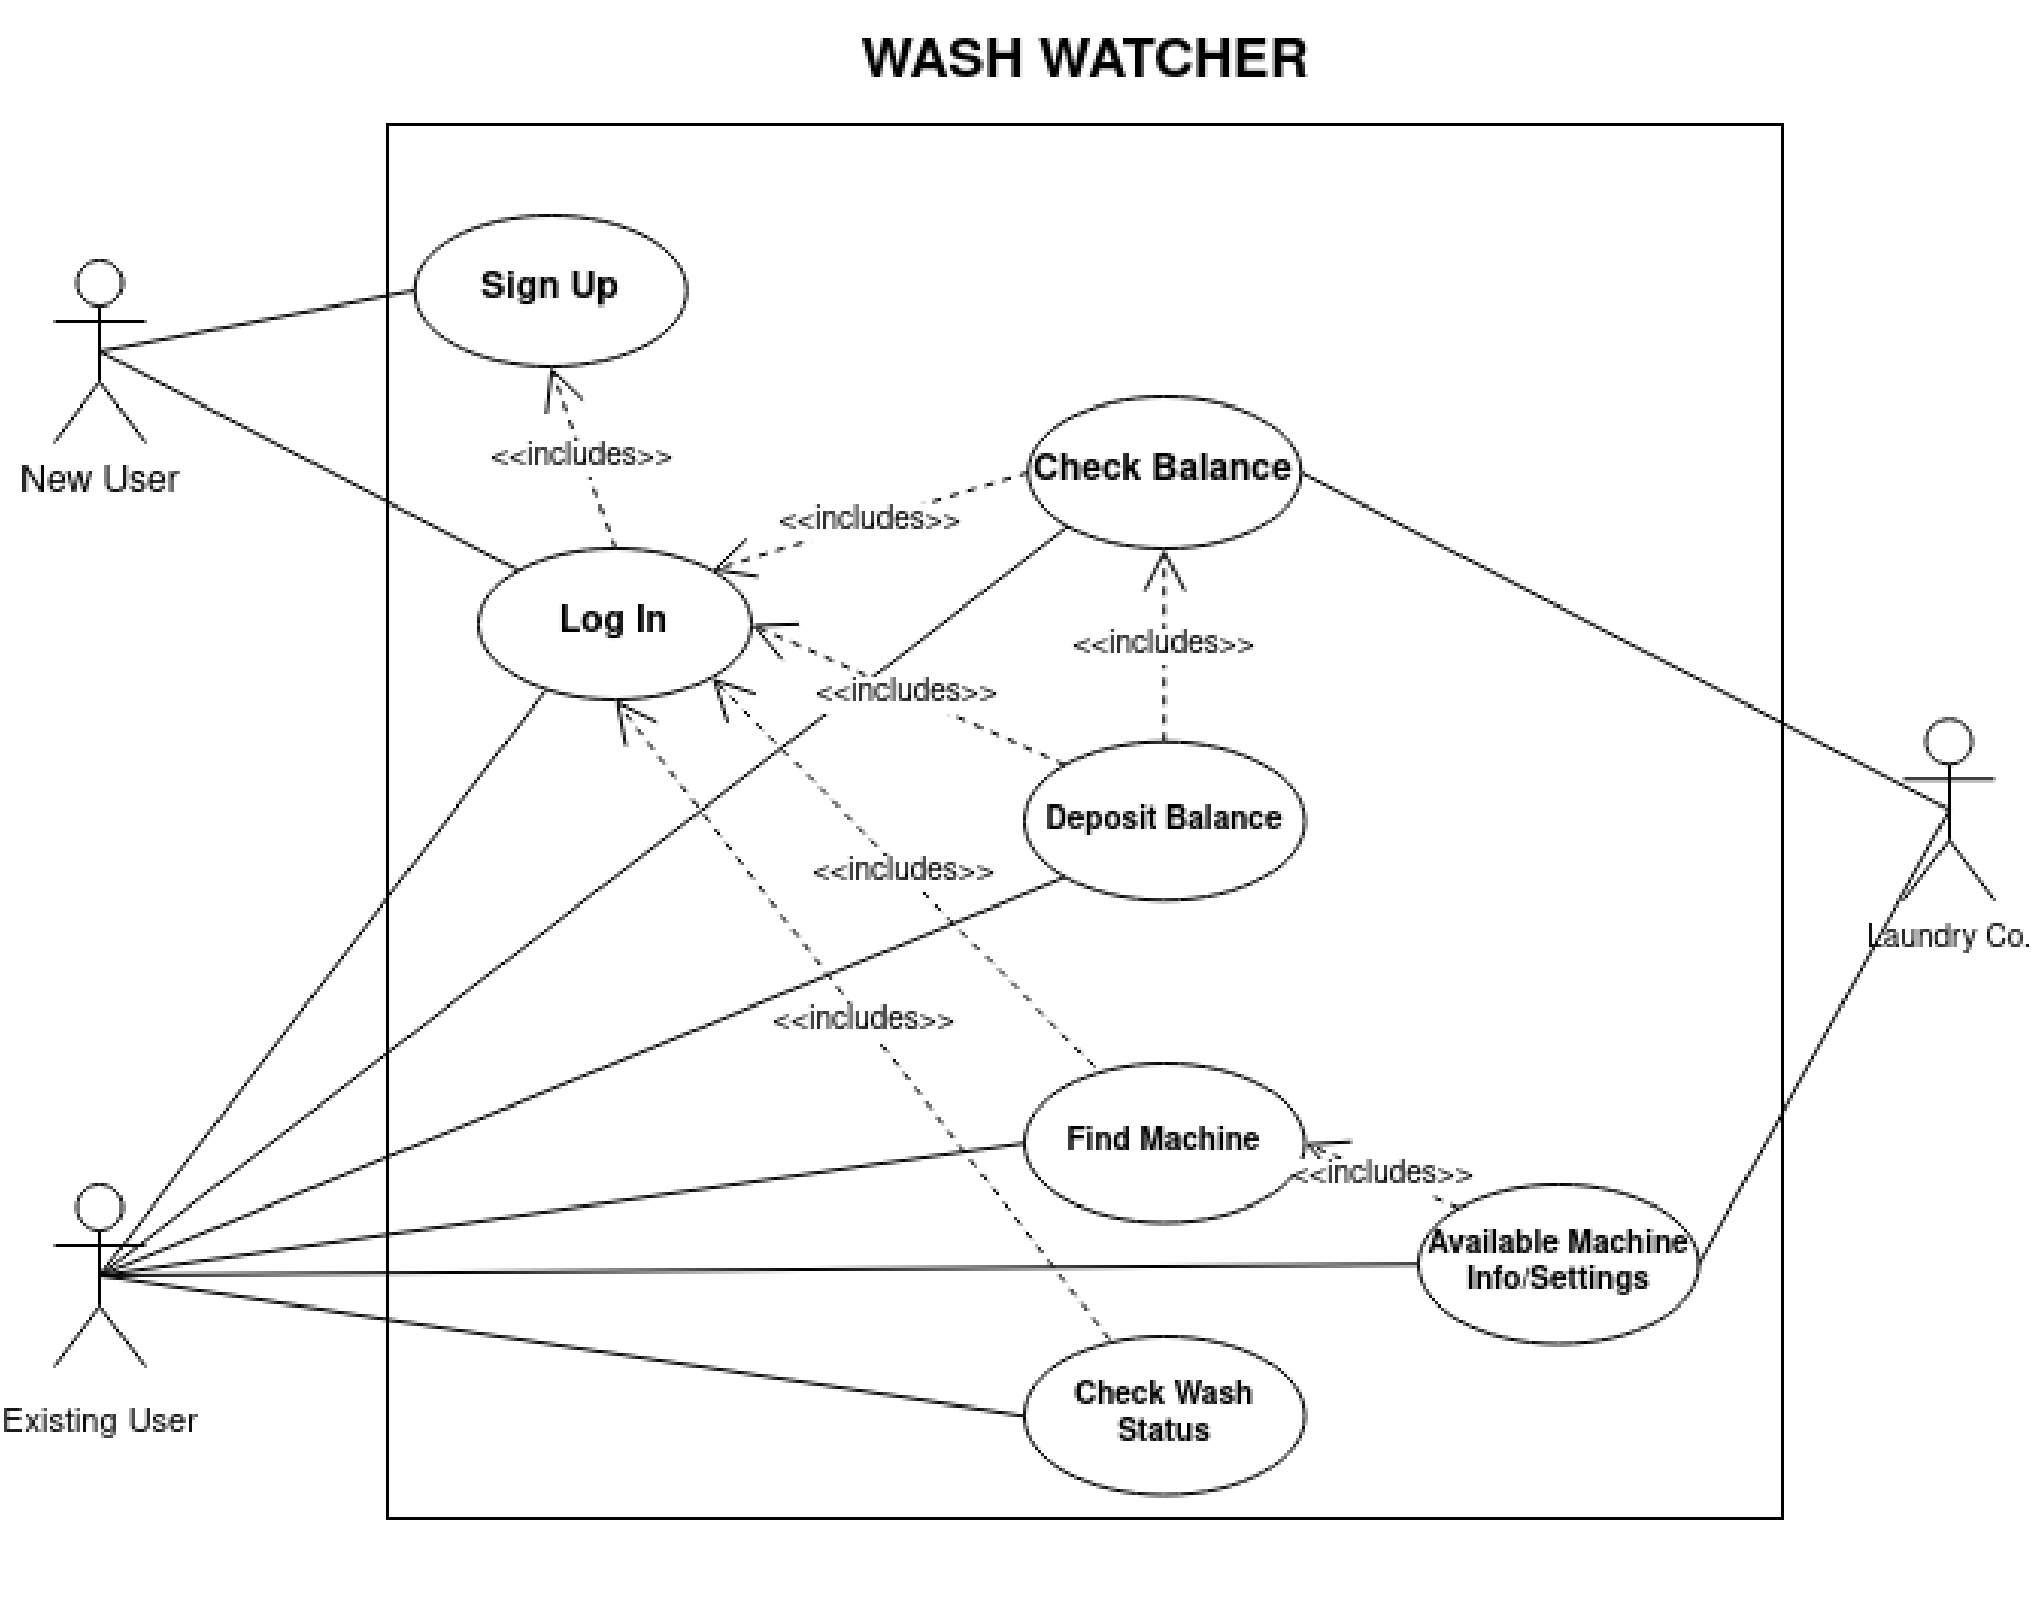 WASH WATCHER
Sign Up
New User
<<includes>>
Check Balance
<<includes>>
Log In
<<includes>>
<<includes>>
Deposit Balance
<<includes>>
Laundry Co.
<<includes>>
Find Machine
<<includes>>
Available Machine
Info/Settings
Check Wash
Status
Existing User